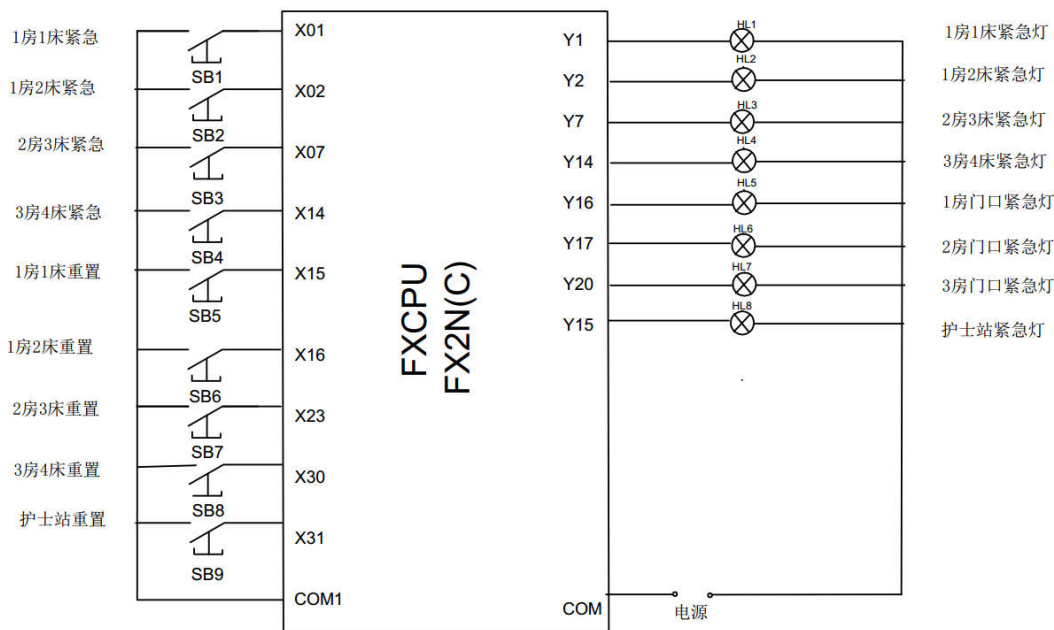 1房1床紧急
SB1
X01
1房2床紧急
SB2
X02
2房3床紧急
SB3
X07
3房4床紧急
SB4
X14
1房1床重置
SB5
X15
1房2床重置
SB6
X16
2房3床重置
SB7
X23
3房4床重置
SB8
X30
护士站重置
SB9
X31
COM1
FXCPU
FX2N(C)
Y1
HL1
1房1床紧急灯
Y2
HL2
1房2床紧急灯
Y7
HL3
2房3床紧急灯
Y14
HL4
3房4床紧急灯
Y16
HL5
1房门口紧急灯
Y17
HL6
2房门口紧急灯
Y20
HL7
3房门口紧急灯
Y15
HL8
护士站紧急灯
COM
电源